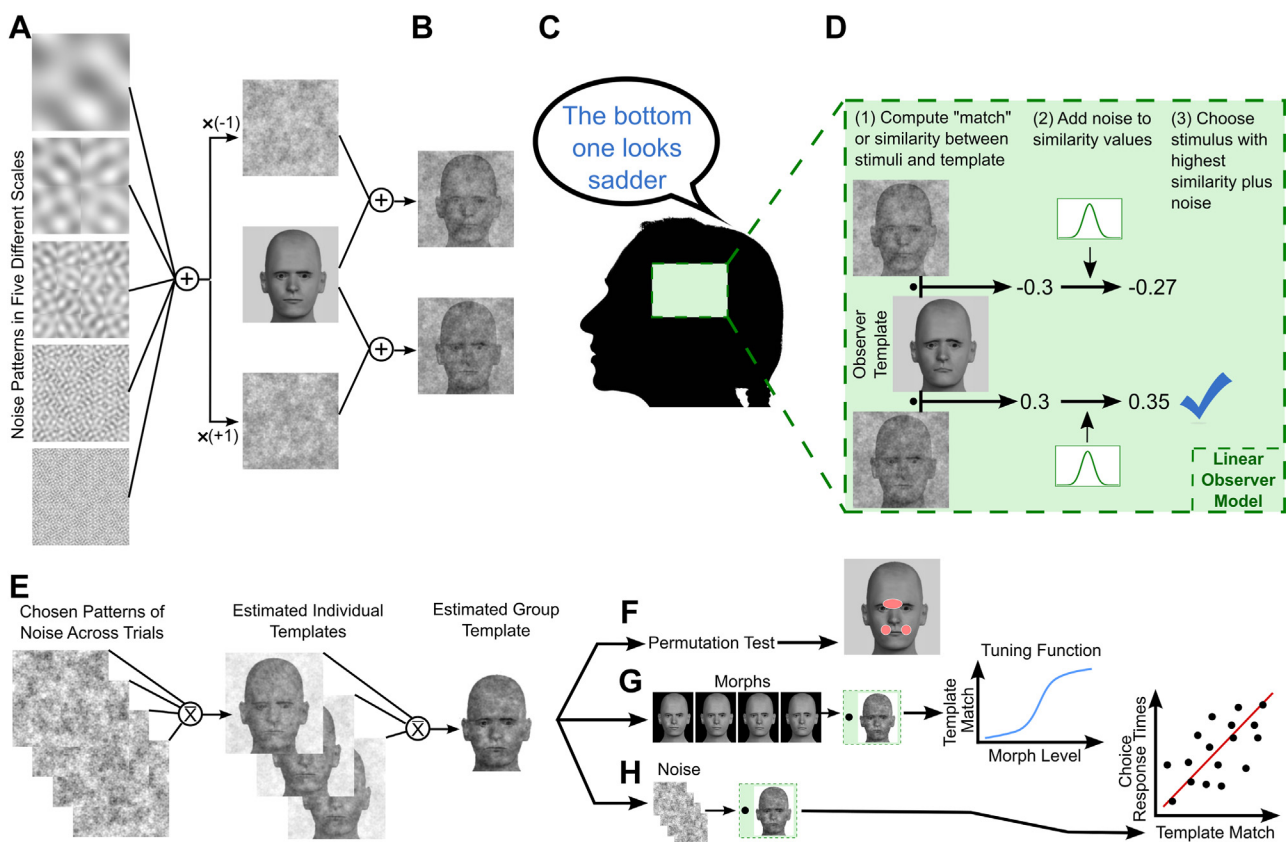 A
B
C
D
Noise Patterns in Five Different Scales
×(-1)
×(+1)
+
+
+
The bottom
one looks
sadder
(1) Compute "match"
or similarity between
stimuli and template
(2) Add noise to
similarity values
(3) Choose
stimulus with
highest
similarity plus
noise
Observer
Template
-0.3
-0.27
0.3
0.35
Linear
Observer
Model
E
Chosen Patterns of
Noise Across Trials
X
Estimated Individual
Templates
X
Estimated Group
Template
F
Permutation Test
G
Morphs
Tuning Function
Template
Match
Morph Level
H
Noise
Choice
Response Times
Template Match